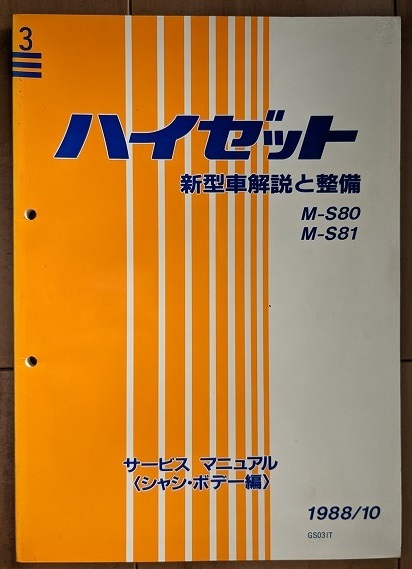 3
ハイゼット
新型車解説と整備
M-S80
M-S81
サービス マニュアル
〈シャシ・ボデー編〉
1988/10
GS03IT